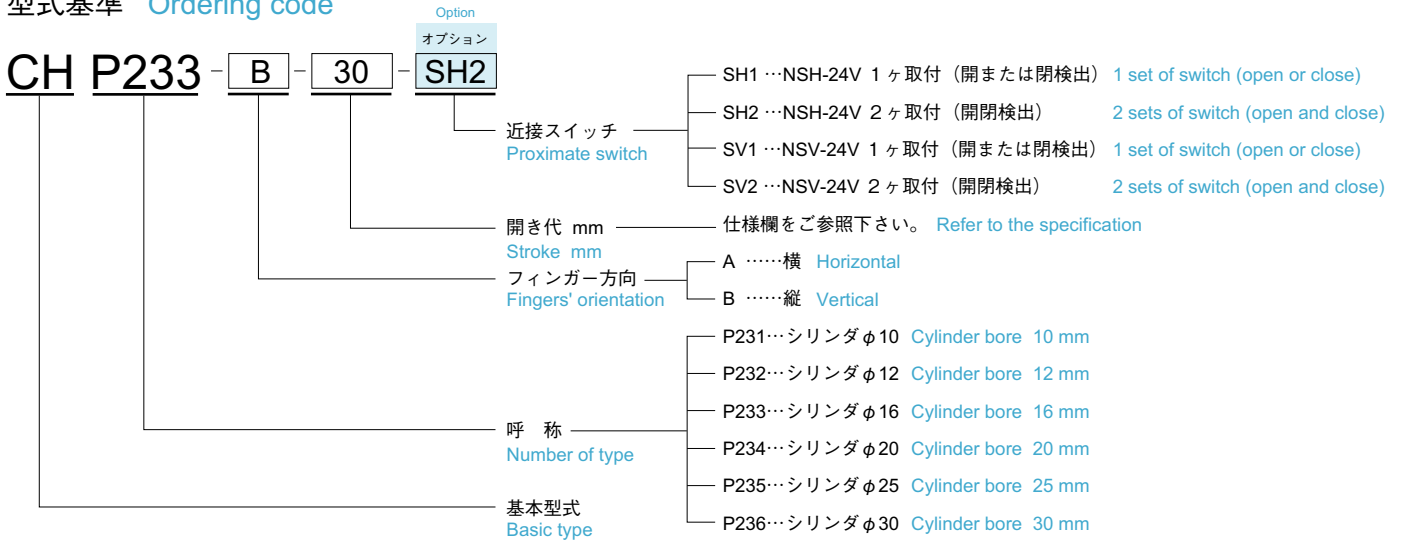 型式基準 Ordering code
Option
オプション
CH P233 - B - 30 - SH2
近接スイッチ
Proximate switch
SH1 …NSH-24V 1 ヶ取付（開または閉検出） 1 set of switch (open or close)
SH2 …NSH-24V 2 ヶ取付（開閉検出） 2 sets of switch (open and close)
SV1 …NSV-24V 1 ヶ取付（開または閉検出） 1 set of switch (open or close)
SV2 …NSV-24V 2 ヶ取付（開閉検出） 2 sets of switch (open and close)
開き代 mm
Stroke mm
仕様欄をご参照下さい。 Refer to the specification
フィンガー方向
Fingers' orientation
A ……横 Horizontal
B ……縦 Vertical
呼 称
Number of type
P231…シリンダφ10 Cylinder bore 10 mm
P232…シリンダφ12 Cylinder bore 12 mm
P233…シリンダφ16 Cylinder bore 16 mm
P234…シリンダφ20 Cylinder bore 20 mm
P235…シリンダφ25 Cylinder bore 25 mm
P236…シリンダφ30 Cylinder bore 30 mm
基本型式
Basic type